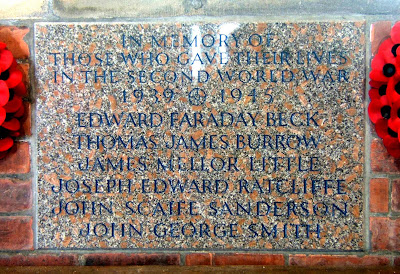 IN MEMORY OF
THOSE WHO GAVE THEIR LIVES
IN THE SECOND WORLD WAR
1939 1945
EDWARD FARADAY BECK
THOMAS JAMES BURROW
JAMES MELLOR LITTLE
JOSEPH EDWARD RATCLIFFE
JOHN SCAIFE SANDERSON
JOHN GEORGE SMITH